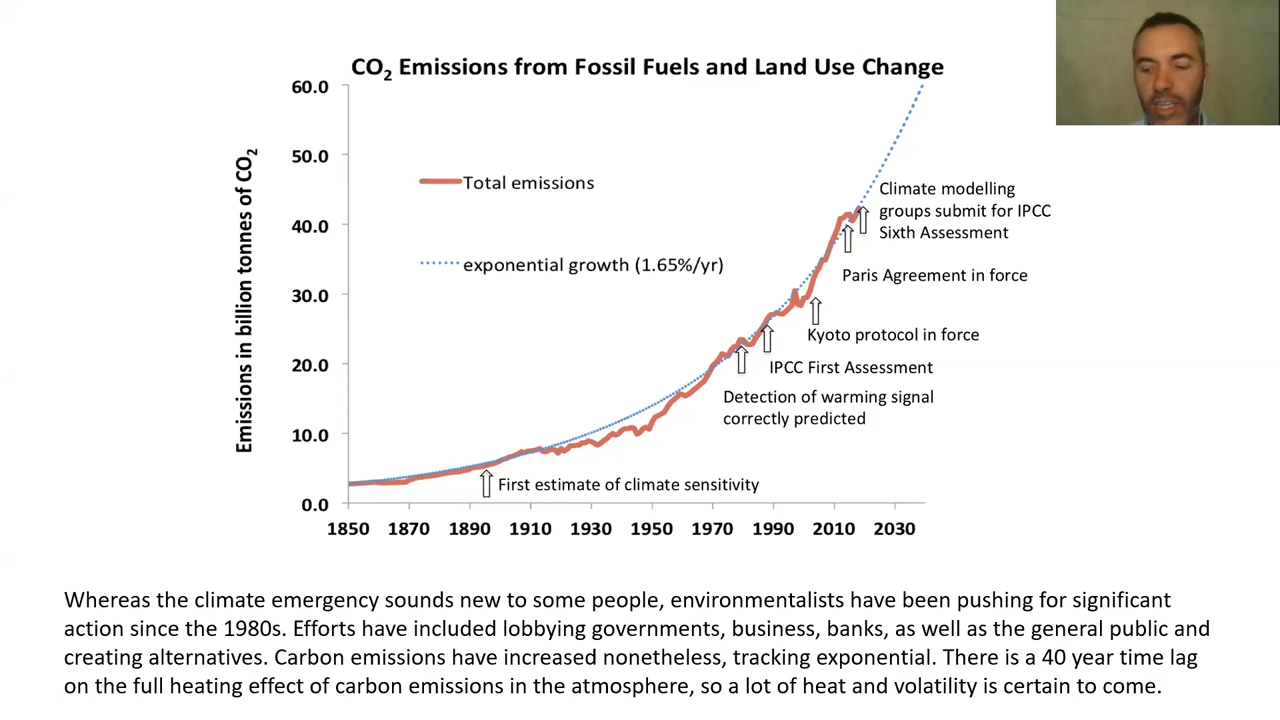 CO2 Emissions from Fossil Fuels and Land Use Change
Emissions in billion tonnes of CO2
60.0
50.0
40.0
30.0
20.0
10.0
0.0
Total emissions
exponential growth (1.65%/yr)
Climate modelling
groups submit for IPCC
Sixth Assessment
Paris Agreement in force
Kyoto protocol in force
IPCC First Assessment
Detection of warming signal
correctly predicted
First estimate of climate sensitivity
1850 1870 1890 1910 1930 1950 1970 1990 2010 2030
Whereas the climate emergency sounds new to some people, environmentalists have been pushing for significant
action since the 1980s. Efforts have included lobbying governments, business, banks, as well as the general public and
creating alternatives. Carbon emissions have increased nonetheless, tracking exponential. There is a 40 year time lag
on the full heating effect of carbon emissions in the atmosphere, so a lot of heat and volatility is certain to come.